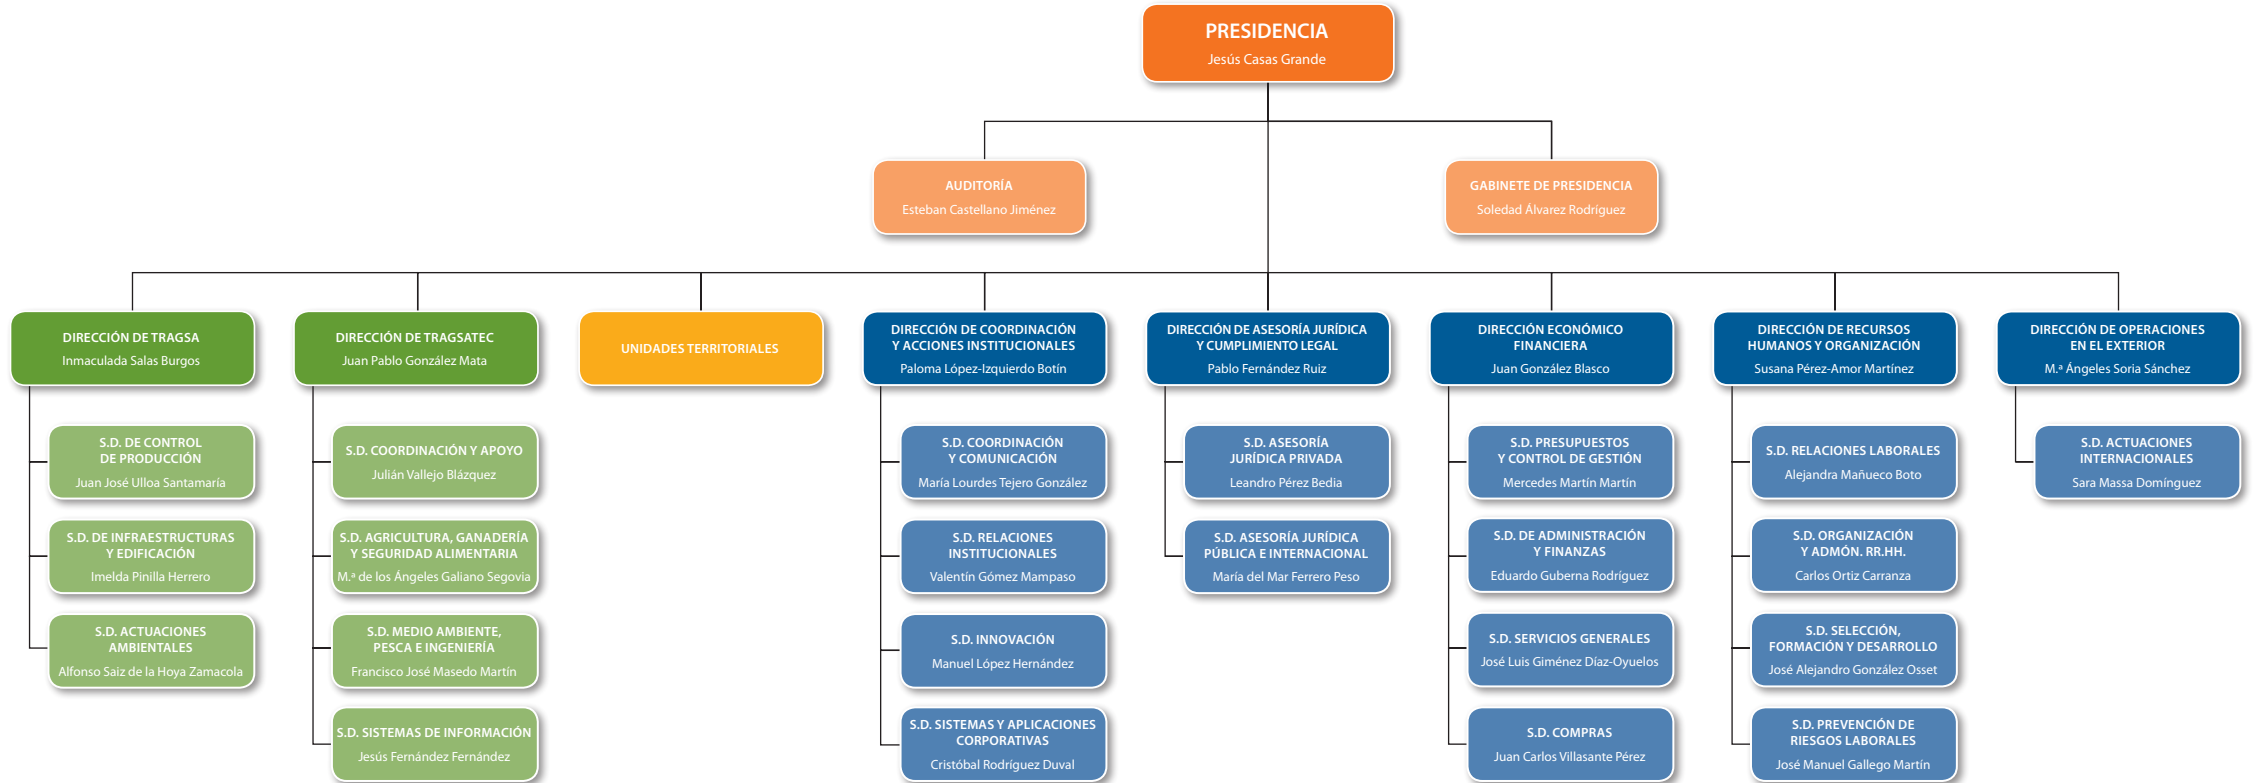 PRESIDENCIA
Jesús Casas Grande
AUDITORÍA
Esteban Castellano Jiménez
GABINETE DE PRESIDENCIA
Soledad Álvarez Rodríguez
DIRECCIÓN DE TRAGSA
Inmaculada Salas Burgos
S.D. DE CONTROL
DE PRODUCCIÓN
Juan José Ulloa Santamaría
S.D. DE INFRAESTRUCTURAS
Y EDIFICACIÓN
Imelda Pinilla Herrero
S.D. ACTUACIONES
AMBIENTALES
Alfonso Saiz de la Hoya Zamacola
DIRECCIÓN DE TRAGSATEC
Juan Pablo González Mata
S.D. COORDINACIÓN Y APOYO
Julián Vallejo Blázquez
S.D. AGRICULTURA, GANADERÍA
Y SEGURIDAD ALIMENTARIA
M.ª de los Ángeles Galiano Segovia
S.D. MEDIO AMBIENTE,
PESCA E INGENIERÍA
Francisco José Masedo Martín
S.D. SISTEMAS DE INFORMACIÓN
Jesús Fernández Fernández
UNIDADES TERRITORIALES
DIRECCIÓN DE COORDINACIÓN
Y ACCIONES INSTITUCIONALES
Paloma López-Izquierdo Botín
S.D. COORDINACIÓN
Y COMUNICACIÓN
María Lourdes Tejero González
S.D. RELACIONES
INSTITUCIONALES
Valentín Gómez Mampaso
S.D. INNOVACIÓN
Manuel López Hernández
S.D. SISTEMAS Y APLICACIONES
CORPORATIVAS
Cristóbal Rodríguez Duval
DIRECCIÓN DE ASESORÍA JURÍDICA
Y CUMPLIMIENTO LEGAL
Pablo Fernández Ruiz
S.D. ASESORÍA
JURÍDICA PRIVADA
Leandro Pérez Bedia
S.D. ASESORÍA JURÍDICA
PÚBLICA E INTERNACIONAL
María del Mar Ferrero Peso
DIRECCIÓN ECONÓMICO
FINANCIERA
Juan González Blasco
S.D. PRESUPUESTOS
Y CONTROL DE GESTIÓN
Mercedes Martín Martín
S.D. DE ADMINISTRACIÓN
Y FINANZAS
Eduardo Guberna Rodríguez
S.D. SERVICIOS GENERALES
José Luis Giménez Díaz-Oyuelos
S.D. COMPRAS
Juan Carlos Villasante Pérez
DIRECCIÓN DE RECURSOS
HUMANOS Y ORGANIZACIÓN
Susana Pérez-Amor Martínez
S.D. RELACIONES LABORALES
Alejandra Mañueco Boto
S.D. ORGANIZACIÓN
Y ADMÓN. RR.HH.
Carlos Ortiz Carranza
S.D. SELECCIÓN,
FORMACIÓN Y DESARROLLO
José Alejandro González Osset
S.D. PREVENCIÓN DE
RIESGOS LABORALES
José Manuel Gallego Martín
DIRECCIÓN DE OPERACIONES
EN EL EXTERIOR
M.ª Ángeles Soria Sánchez
S.D. ACTUACIONES
INTERNACIONALES
Sara Massa Domínguez